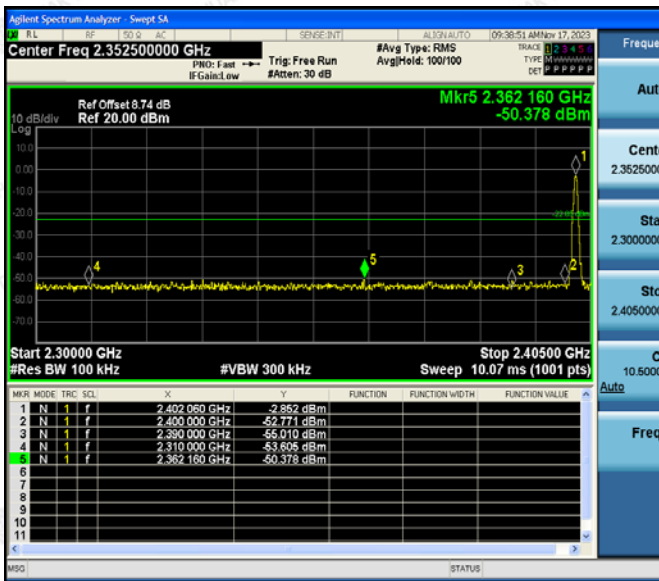 Agilent Spectrum Analyzer - Swept SA
RL RF 50 Ω AC SENSE:INT ALIGN AUTO 09:38:51 AM Nov 17, 2023
Center Freq 2.352500000 GHz #Avg Type: RMS TRACE 1 2 3 4 5 6 Freque
PNO: Fast Trig: Free Run Avg|Hold: 100/100 TYPE M
IFGain:Low #Atten: 30 dB DET P P P P P P
Aut
Mkr5 2.362 160 GHz
Ref Offset 8.74 dB
10 dB/div Ref 20.00 dBm -50.378 dBm
Log
10.0
0.00
-10.0
-20.0
-30.0
-40.0
-50.0
-60.0
-70.0
1
2
3
4
5
Cent
2.3525000
Sta
2.3000000
Sto
2.4050000
Start 2.30000 GHz Stop 2.40500 GHz
#Res BW 100 kHz #VBW 300 kHz Sweep 10.07 ms (1001 pts)
C
10.5000
Auto
Freq
MKR MODE TRC SCL X Y FUNCTION FUNCTION WIDTH FUNCTION VALUE
1 N 1 f 2.402 060 GHz -2.852 dBm
2 N 1 f 2.400 000 GHz -52.771 dBm
3 N 1 f 2.390 000 GHz -55.010 dBm
4 N 1 f 2.310 000 GHz -53.605 dBm
5 N 1 f 2.362 160 GHz -50.378 dBm
6
7
8
9
10
11
MSG STATUS